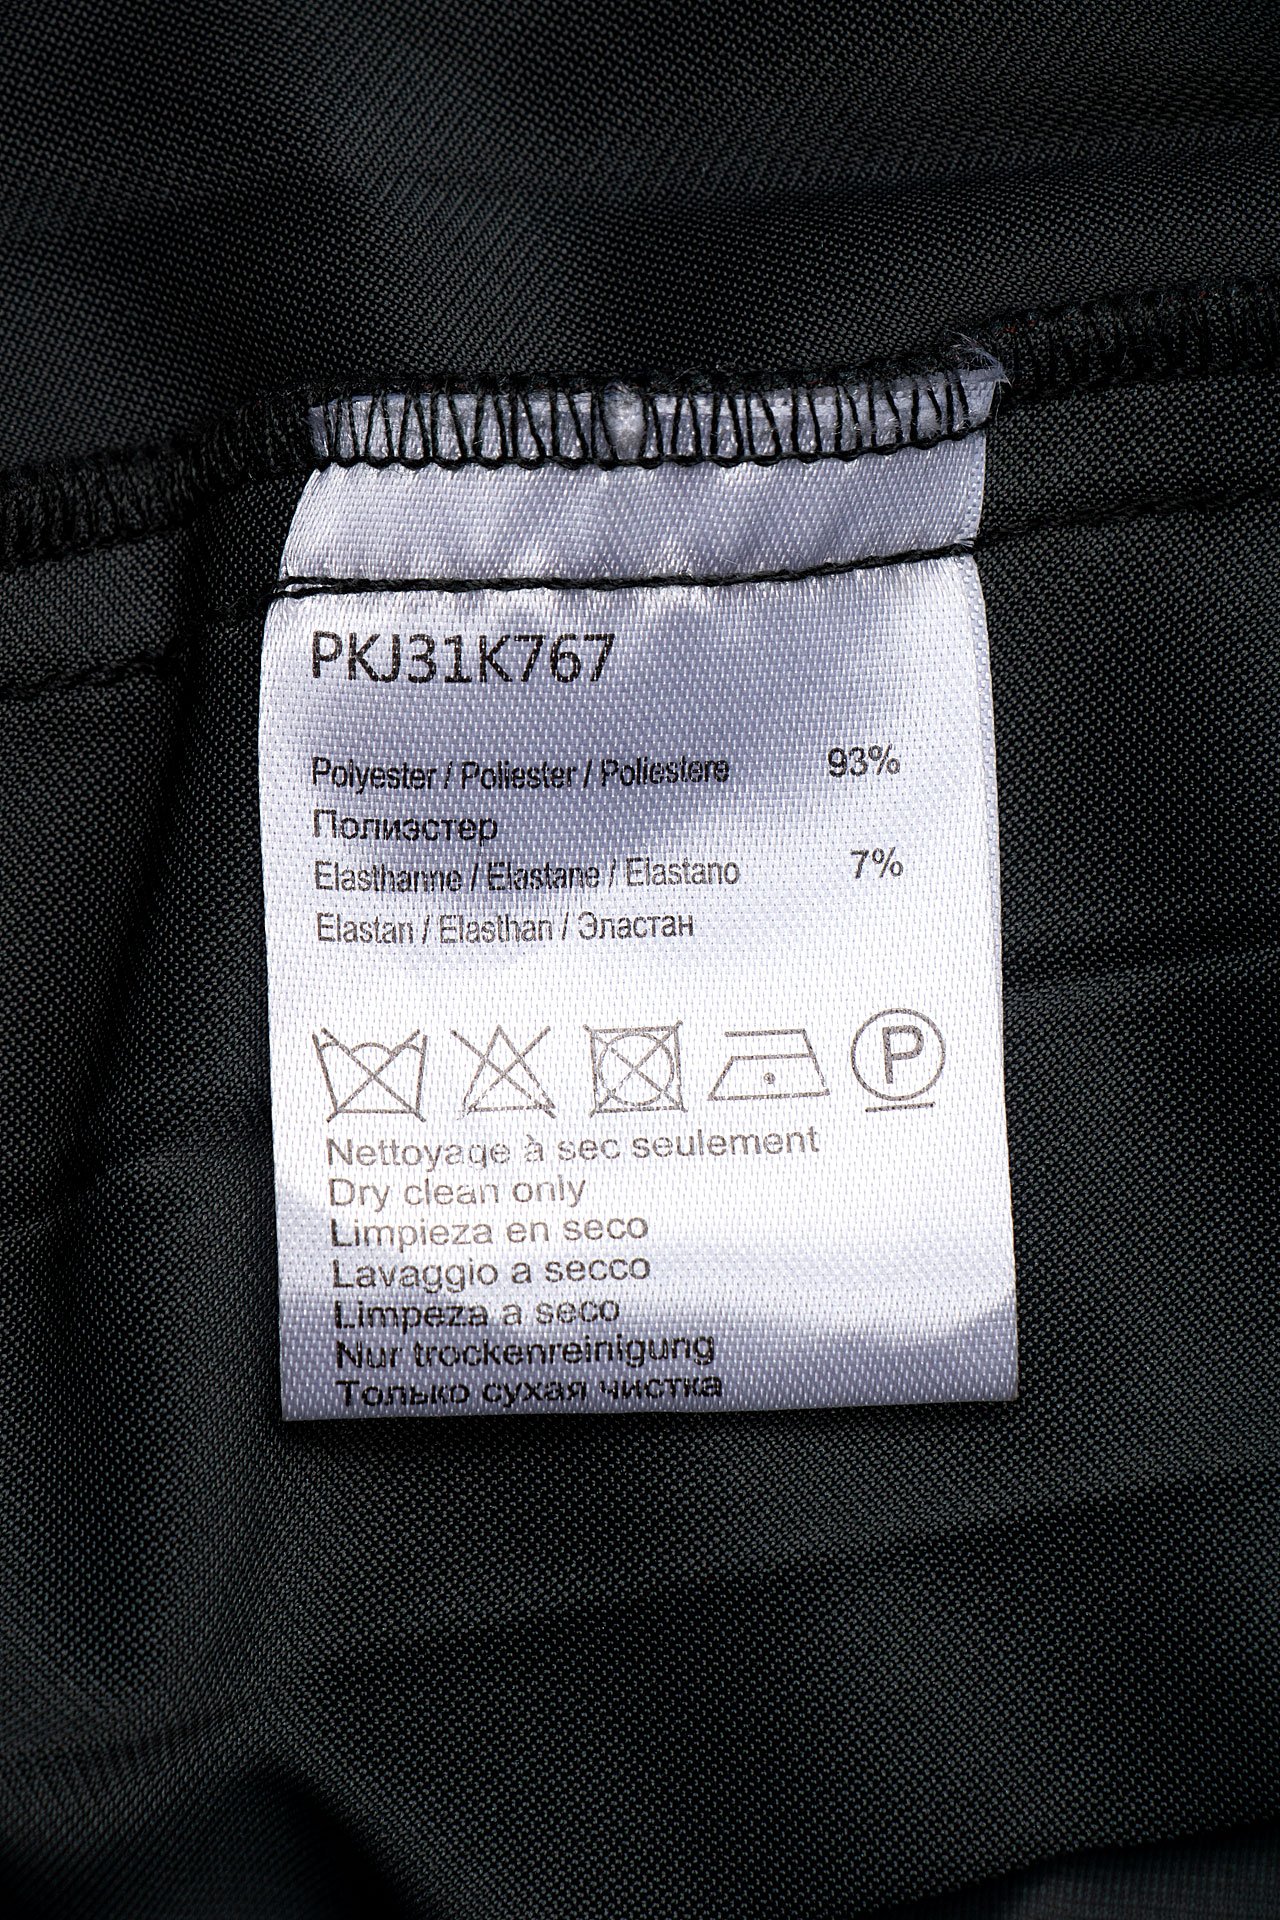 PKJ31K767
Polyester / Poliester / Poliestere 93%
Полиэстер
Elasthanne / Elastane / Elastano 7%
Elastan / Elasthan / Эластан
P
Nettoyage à sec seulement
Dry clean only
Limpieza en seco
Lavaggio a secco
Limpeza a seco
Nur trockenreinigung
Только сухая чистка